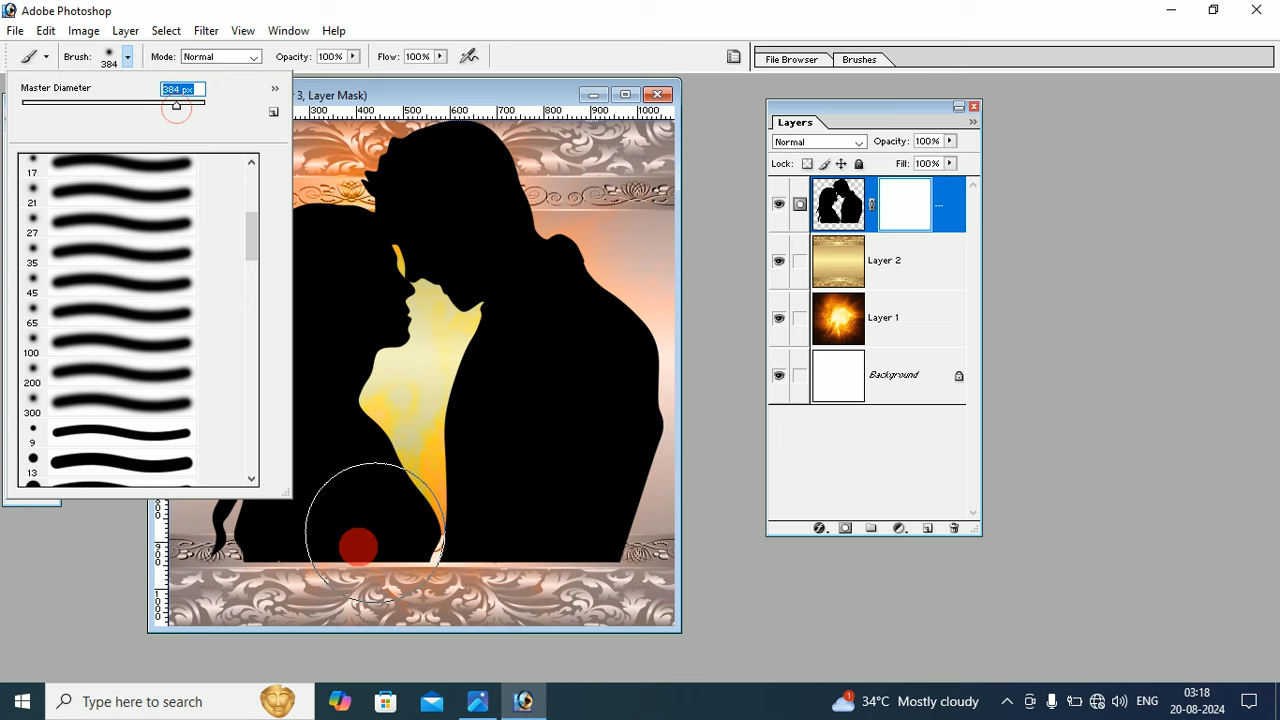 Adobe Photoshop
File Edit Image Layer Select Filter View Window Help
Brush: 384 Mode: Normal Opacity: 100% Flow: 100% File Browser Brushes
Master Diameter 384 px
3, Layer Mask)
300 400 500 600 700 800 900 1000
17
21
27
35
45
65
100
200
300
9
13
Layers
Normal Opacity: 100%
Lock: Fill: 100%
...
Layer 2
Layer 1
Background
Type here to search
34°C Mostly cloudy
ENG
03:18
20-08-2024
1